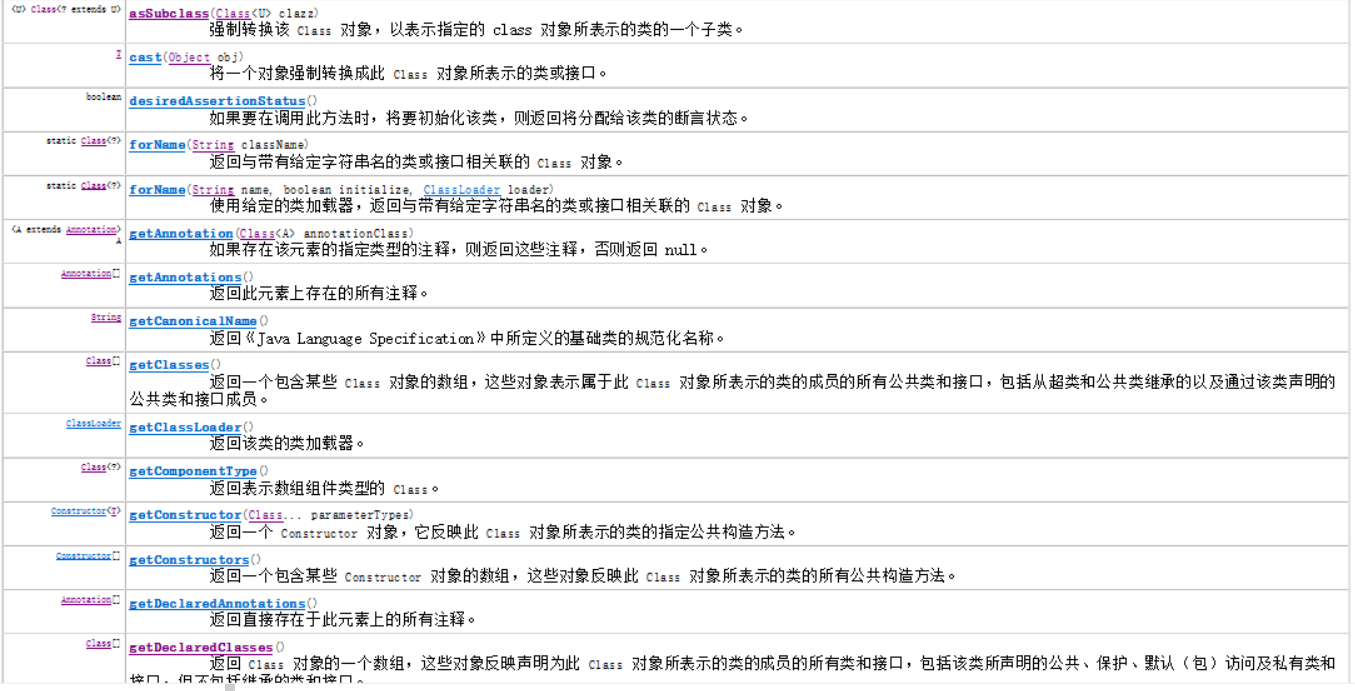 <U> Class<? extends U> asSubclass(Class<U> clazz)
强制转换该 Class 对象，以表示指定的 class 对象所表示的类的一个子类。
T cast(Object obj)
将一个对象强制转换成此 Class 对象所表示的类或接口。
boolean desiredAssertionStatus()
如果要在调用此方法时，将要初始化该类，则返回将分配给该类的断言状态。
static Class<?> forName(String className)
返回与带有给定字符串名的类或接口相关联的 Class 对象。
static Class<?> forName(String name, boolean initialize, ClassLoader loader)
使用给定的类加载器，返回与带有给定字符串名的类或接口相关联的 Class 对象。
<A extends Annotation> getAnnotation(Class<A> annotationClass)
A
如果存在该元素的指定类型的注释，则返回这些注释，否则返回 null。
Annotation[] getAnnotations()
返回此元素上存在的所有注释。
String getCanonicalName()
返回《Java Language Specification》中所定义的基础类的规范化名称。
Class[] getClasses()
返回一个包含某些 Class 对象的数组，这些对象表示属于此 Class 对象所表示的类的成员的所有公共类和接口，包括从超类和公共类继承的以及通过该类声明的
公共类和接口成员。
ClassLoader getClassLoader()
返回该类的类加载器。
Class<?> getComponentType()
返回表示数组组件类型的 Class。
Constructor<T> getConstructor(Class... parameterTypes)
返回一个 Constructor 对象，它反映此 Class 对象所表示的类的指定公共构造方法。
Constructor[] getConstructors()
返回一个包含某些 Constructor 对象的数组，这些对象反映此 Class 对象所表示的类的所有公共构造方法。
Annotation[] getDeclaredAnnotations()
返回直接存在于此元素上的所有注释。
Class[] getDeclaredClasses()
返回 Class 对象的一个数组，这些对象反映声明为此 Class 对象所表示的类的成员的所有类和接口，包括该类所声明的公共、保护、默认（包）访问及私有类和
接口，但不包括继承的类和接口。